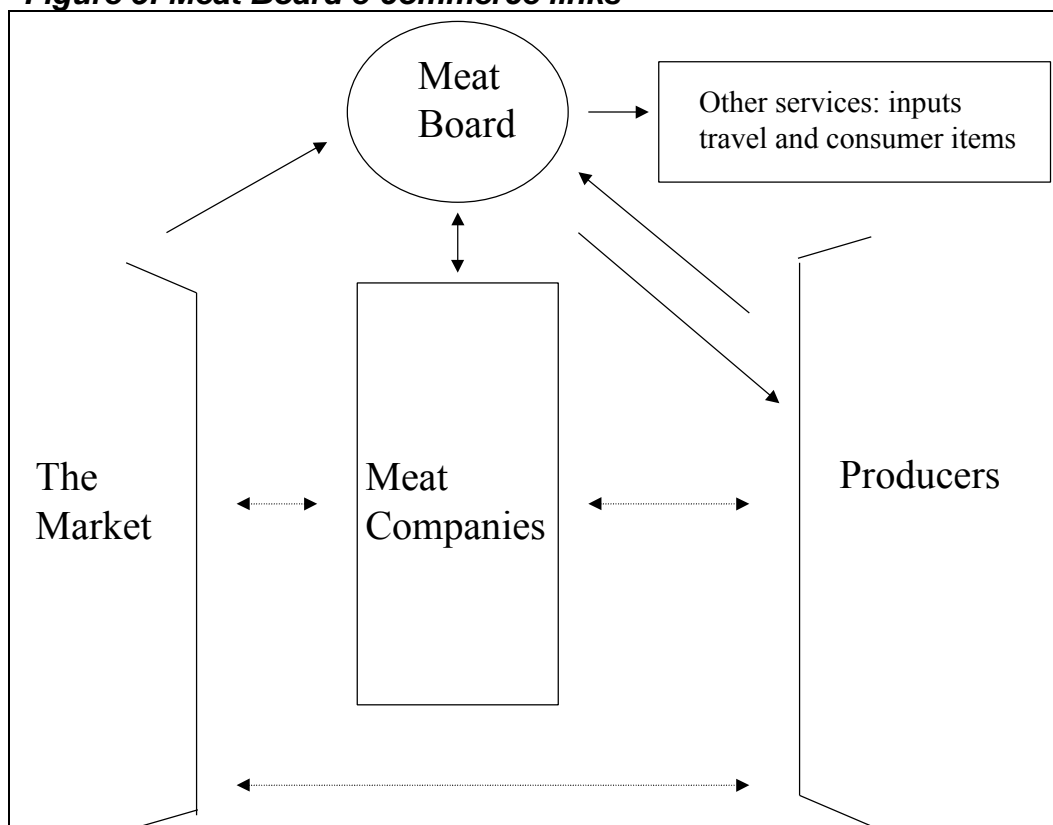 Figure 3: Meat Board e-commerce links
Meat
Board
Other services: inputs
travel and consumer items
The
Market
Meat
Companies
Producers